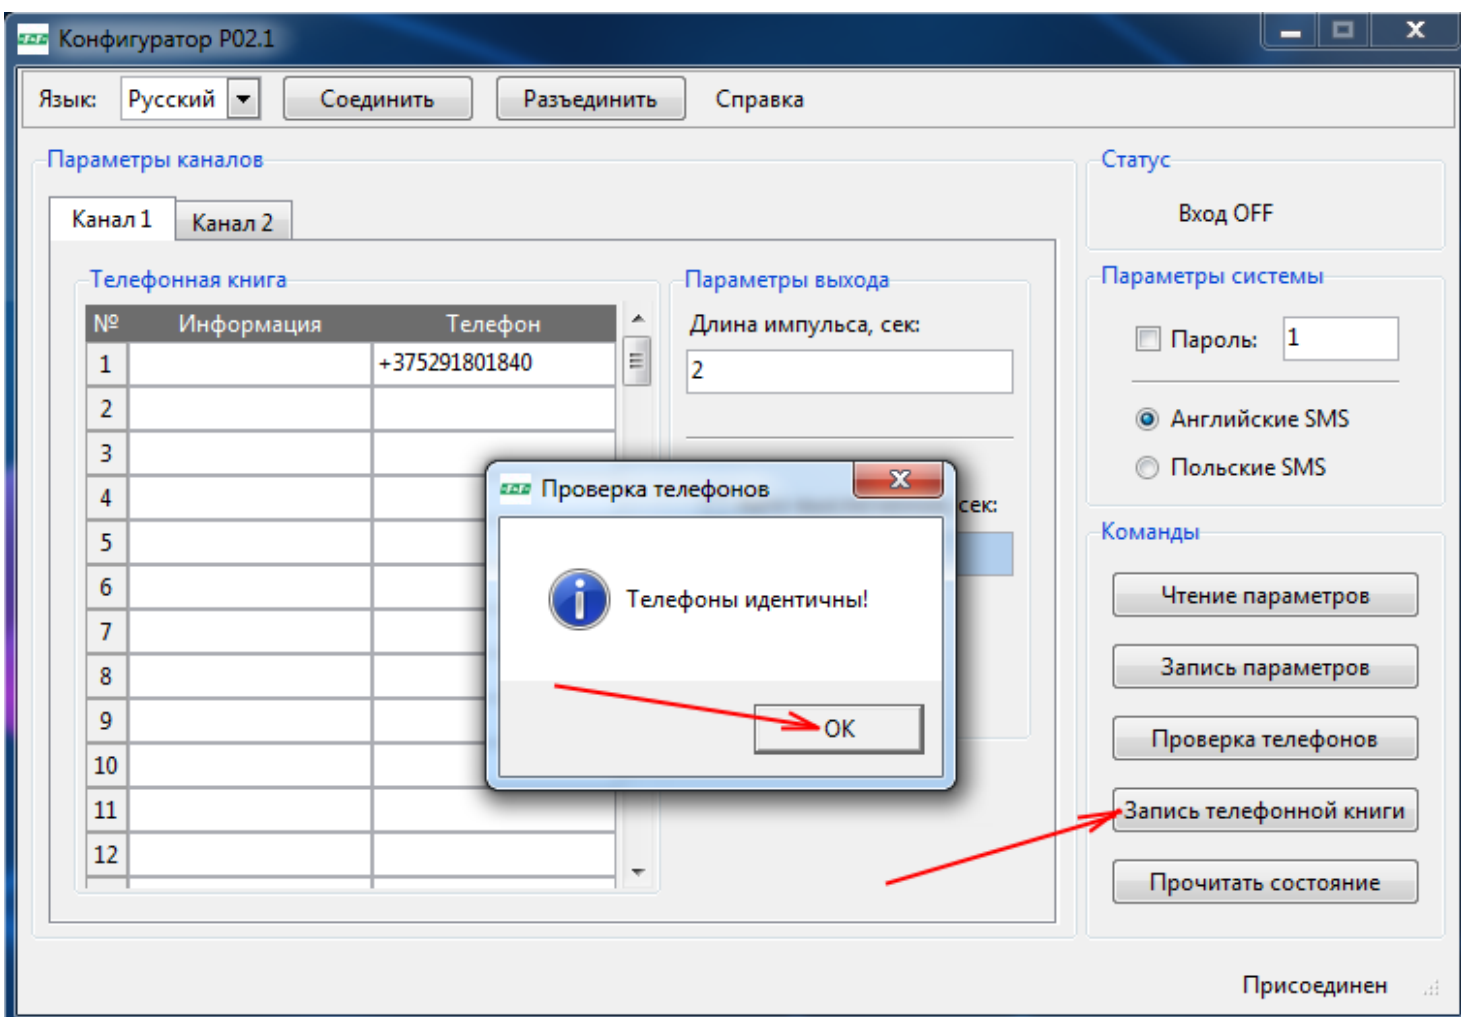 Конфигуратор P02.1
Язык: Русский Соединить Разъединить Справка
Параметры каналов
Канал 1 Канал 2
Телефонная книга
№ Информация Телефон
1 +375291801840
2
3
4
5
6
7
8
9
10
11
12
Параметры выхода
Длина импульса, сек:
2
сек:
Проверка телефонов
Телефоны идентичны!
OK
Статус
Вход OFF
Параметры системы
Пароль: 1
Английские SMS
Польские SMS
Команды
Чтение параметров
Запись параметров
Проверка телефонов
Запись телефонной книги
Прочитать состояние
Присоединен